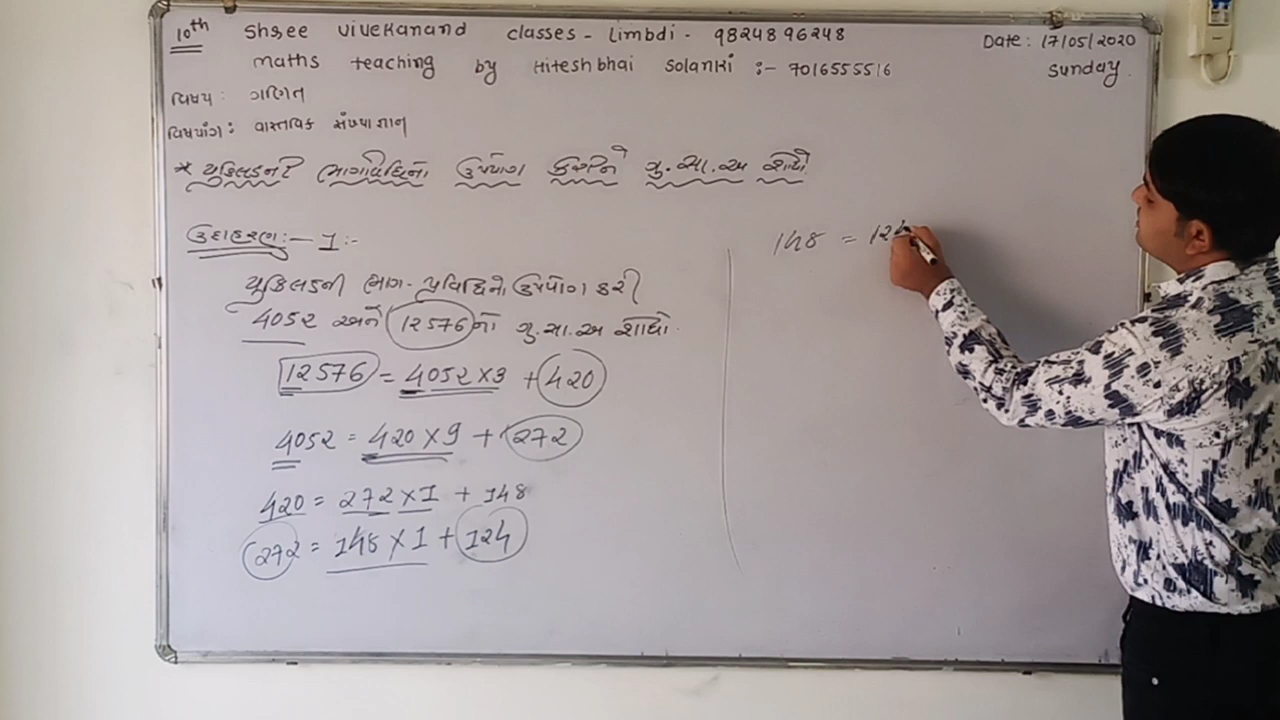 10th Shree vivekanand classes - Limbdi - 9824896248
Date: 17/05/2020
maths teaching by Hiteshbhai Solanki :- 7016555516
Sunday.
વિષય: ગણિત
વિષયાંગ: વાસ્તવિક સંખ્યાજ્ઞાન
* યુક્લિડની ભાગવિધિનો ઉપયોગ કરીને ગુ.સા.અ શોધો
ઉદાહરણ:- 1:-
યુક્લિડની ભાગ-પ્રવિધિનો ઉપયોગ કરી
4052 અને 12576નો ગુ.સા.અ શોધો.
12576 = 4052 x 3 + 420
4052 = 420 x 9 + 272
420 = 272 x 1 + 148
272 = 148 x 1 + 124
148 = 124